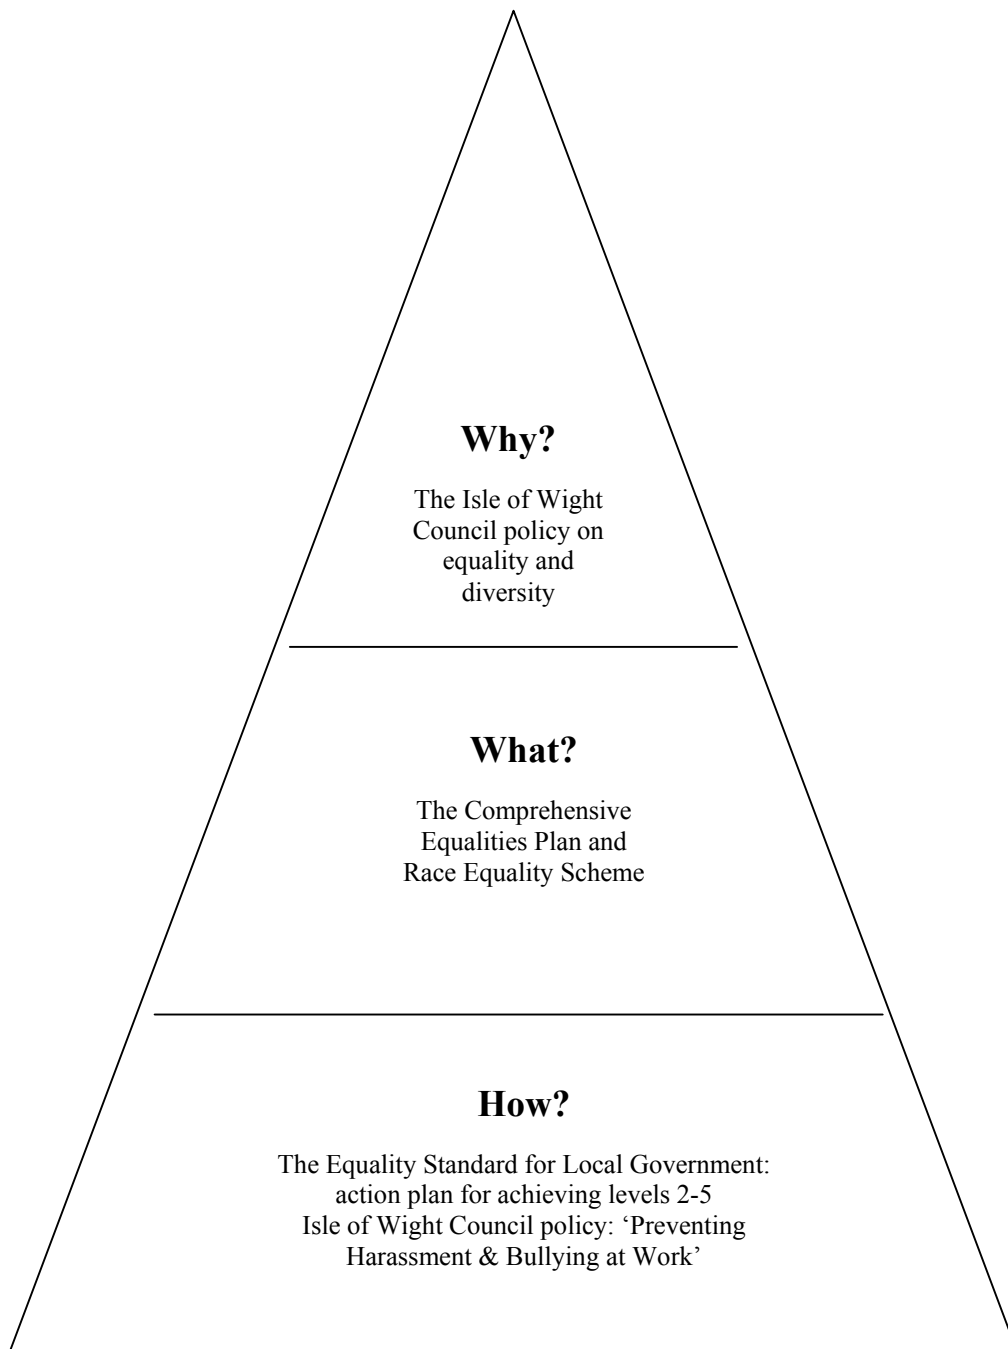 Why?
The Isle of Wight
Council policy on
equality and
diversity
What?
The Comprehensive
Equalities Plan and
Race Equality Scheme
How?
The Equality Standard for Local Government:
action plan for achieving levels 2-5
Isle of Wight Council policy: ‘Preventing
Harassment & Bullying at Work’